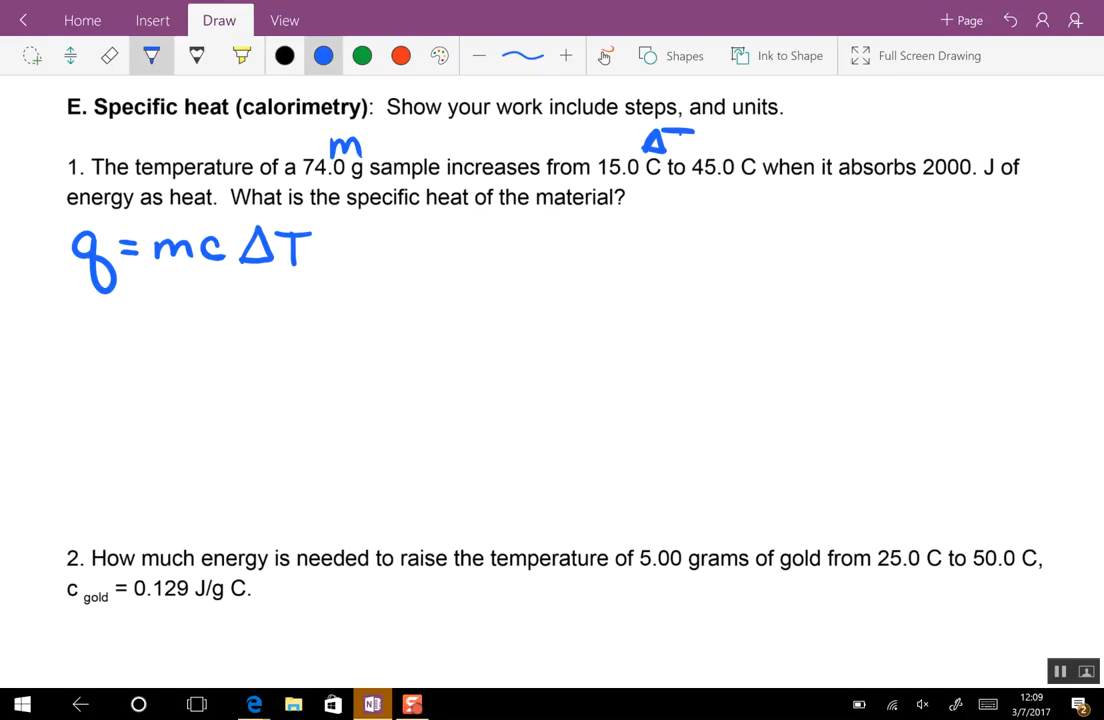 Home Insert Draw View + Page
Shapes Ink to Shape Full Screen Drawing
E. Specific heat (calorimetry): Show your work include steps, and units.
m ΔT
1. The temperature of a 74.0 g sample increases from 15.0 C to 45.0 C when it absorbs 2000. J of
energy as heat. What is the specific heat of the material?
q = mc ΔT
2. How much energy is needed to raise the temperature of 5.00 grams of gold from 25.0 C to 50.0 C,
c gold = 0.129 J/g C.
12:09
3/7/2017
2